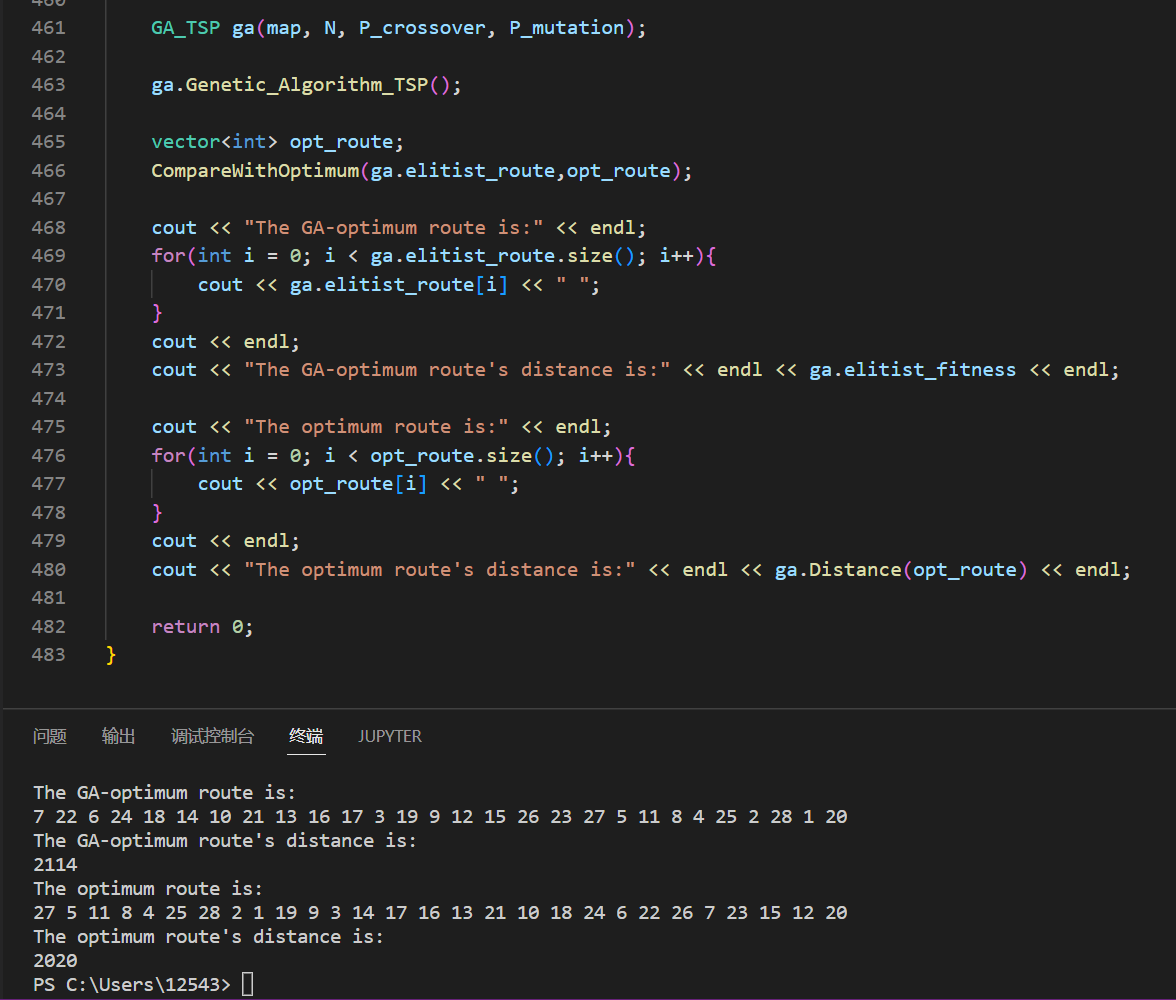 460
461 GA_TSP ga(map, N, P_crossover, P_mutation);
462
463 ga.Genetic_Algorithm_TSP();
464
465 vector<int> opt_route;
466 CompareWithOptimum(ga.elitist_route,opt_route);
467
468 cout << "The GA-optimum route is:" << endl;
469 for(int i = 0; i < ga.elitist_route.size(); i++){
470 cout << ga.elitist_route[i] << " ";
471 }
472 cout << endl;
473 cout << "The GA-optimum route's distance is:" << endl << ga.elitist_fitness << endl;
474
475 cout << "The optimum route is:" << endl;
476 for(int i = 0; i < opt_route.size(); i++){
477 cout << opt_route[i] << " ";
478 }
479 cout << endl;
480 cout << "The optimum route's distance is:" << endl << ga.Distance(opt_route) << endl;
481
482 return 0;
483 }
问题 输出 调试控制台 终端 JUPYTER
The GA-optimum route is:
7 22 6 24 18 14 10 21 13 16 17 3 19 9 12 15 26 23 27 5 11 8 4 25 2 28 1 20
The GA-optimum route's distance is:
2114
The optimum route is:
27 5 11 8 4 25 28 2 1 19 9 3 14 17 16 13 21 10 18 24 6 22 26 7 23 15 12 20
The optimum route's distance is:
2020
PS C:\Users\12543>